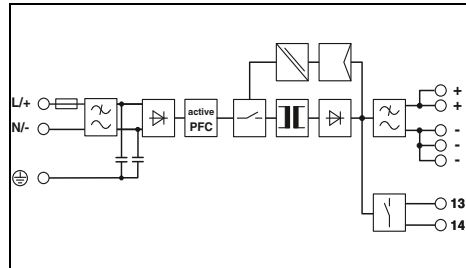 L/+
N/-
active
PFC
+
+
-
-
-
13
14